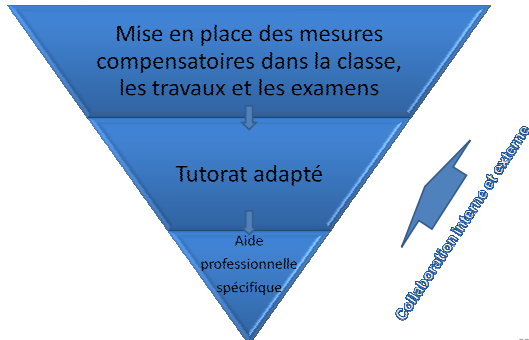 Mise en place des mesures
compensatoires dans la classe,
les travaux et les examens
Tutorat adapté
Aide
professionnelle
spécifique
Collaboration interne et externe